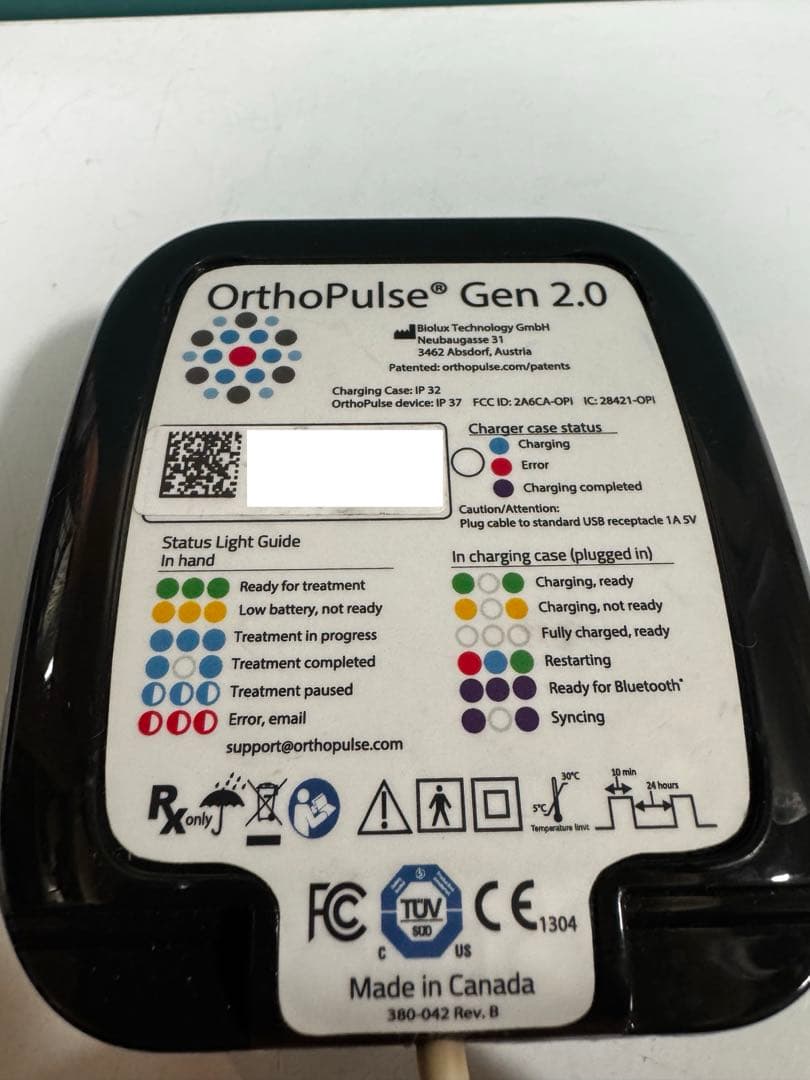 OrthoPulse® Gen 2.0
Biolux Technology GmbH
Neubaugasse 31
3462 Absdorf, Austria
Patented: orthopulse.com/patents
Charging Case: IP 32
OrthoPulse device: IP 37 FCC ID: 2A6CA-OPI IC: 28421-OPI
Charger case status
Charging
Error
Charging completed
Caution/Attention:
Plug cable to standard USB receptacle 1A 5V
Status Light Guide
In hand
Ready for treatment
Low battery, not ready
Treatment in progress
Treatment completed
Treatment paused
Error, email
support@orthopulse.com
In charging case (plugged in)
Charging, ready
Charging, not ready
Fully charged, ready
Restarting
Ready for Bluetooth*
Syncing
Rx only
5°C
30°C
Temperature limit
10 min
24 hours
FC
TÜV
SÜD
C US
CE 1304
Made in Canada
380-042 Rev. B